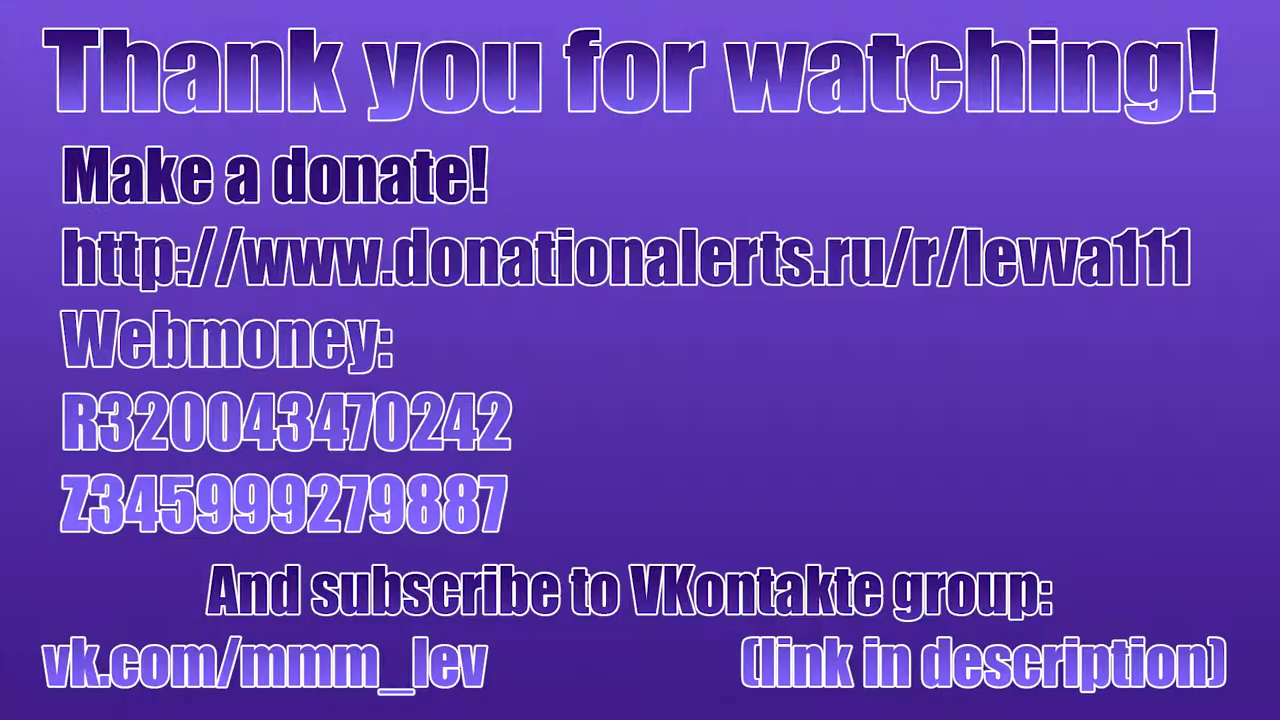 Thank you for watching!
Make a donate!
http://www.donationalerts.ru/r/levva111
Webmoney:
R320043470242
Z345999279887
And subscribe to VKontakte group:
vk.com/mmm_lev (link in description)